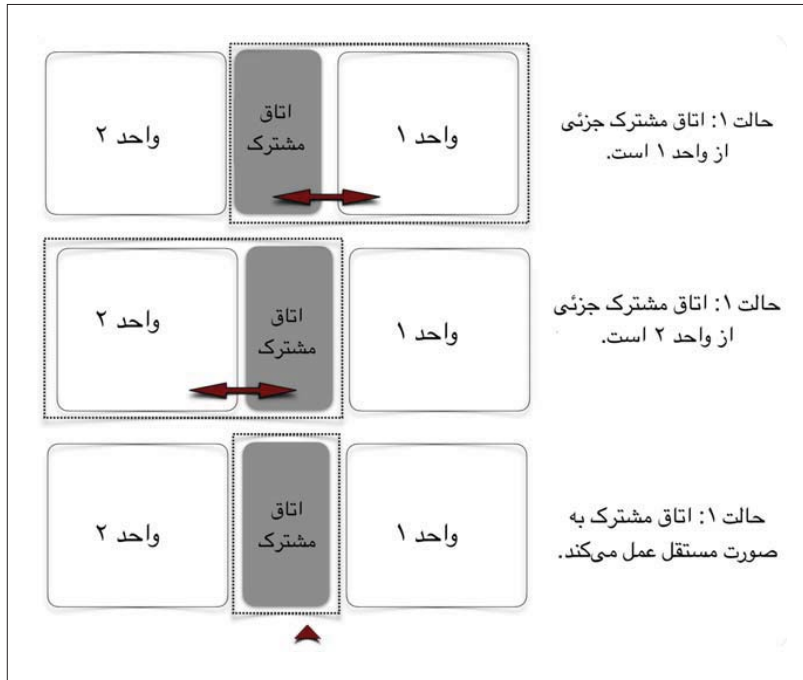 حالت ۱: اتاق مشترک جزئی
از واحد ۱ است.
واحد ۱
اتاق
مشترک
واحد ۲
حالت ۱: اتاق مشترک جزئی
از واحد ۲ است.
واحد ۱
اتاق
مشترک
واحد ۲
حالت ۱: اتاق مشترک به
صورت مستقل عمل می‌کند.
واحد ۱
اتاق
مشترک
واحد ۲